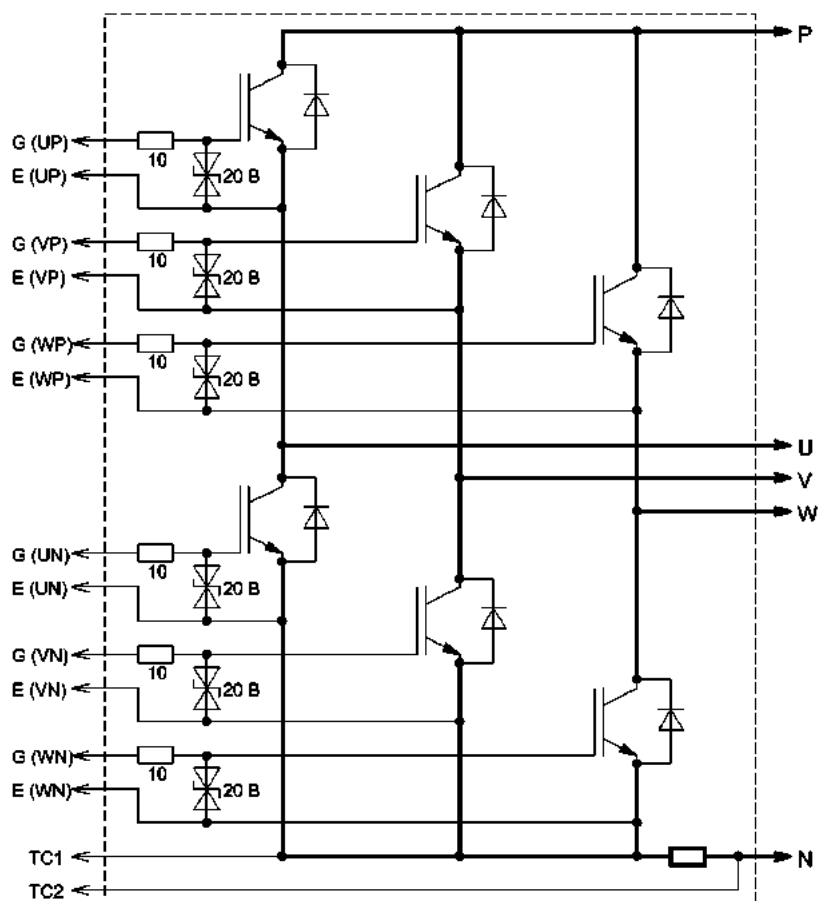 P
G (UP)
10
E (UP)
20 В
G (VP)
10
E (VP)
20 В
G (WP)
10
E (WP)
20 В
U
V
W
G (UN)
10
E (UN)
20 В
G (VN)
10
E (VN)
20 В
G (WN)
10
E (WN)
20 В
TC1
N
TC2